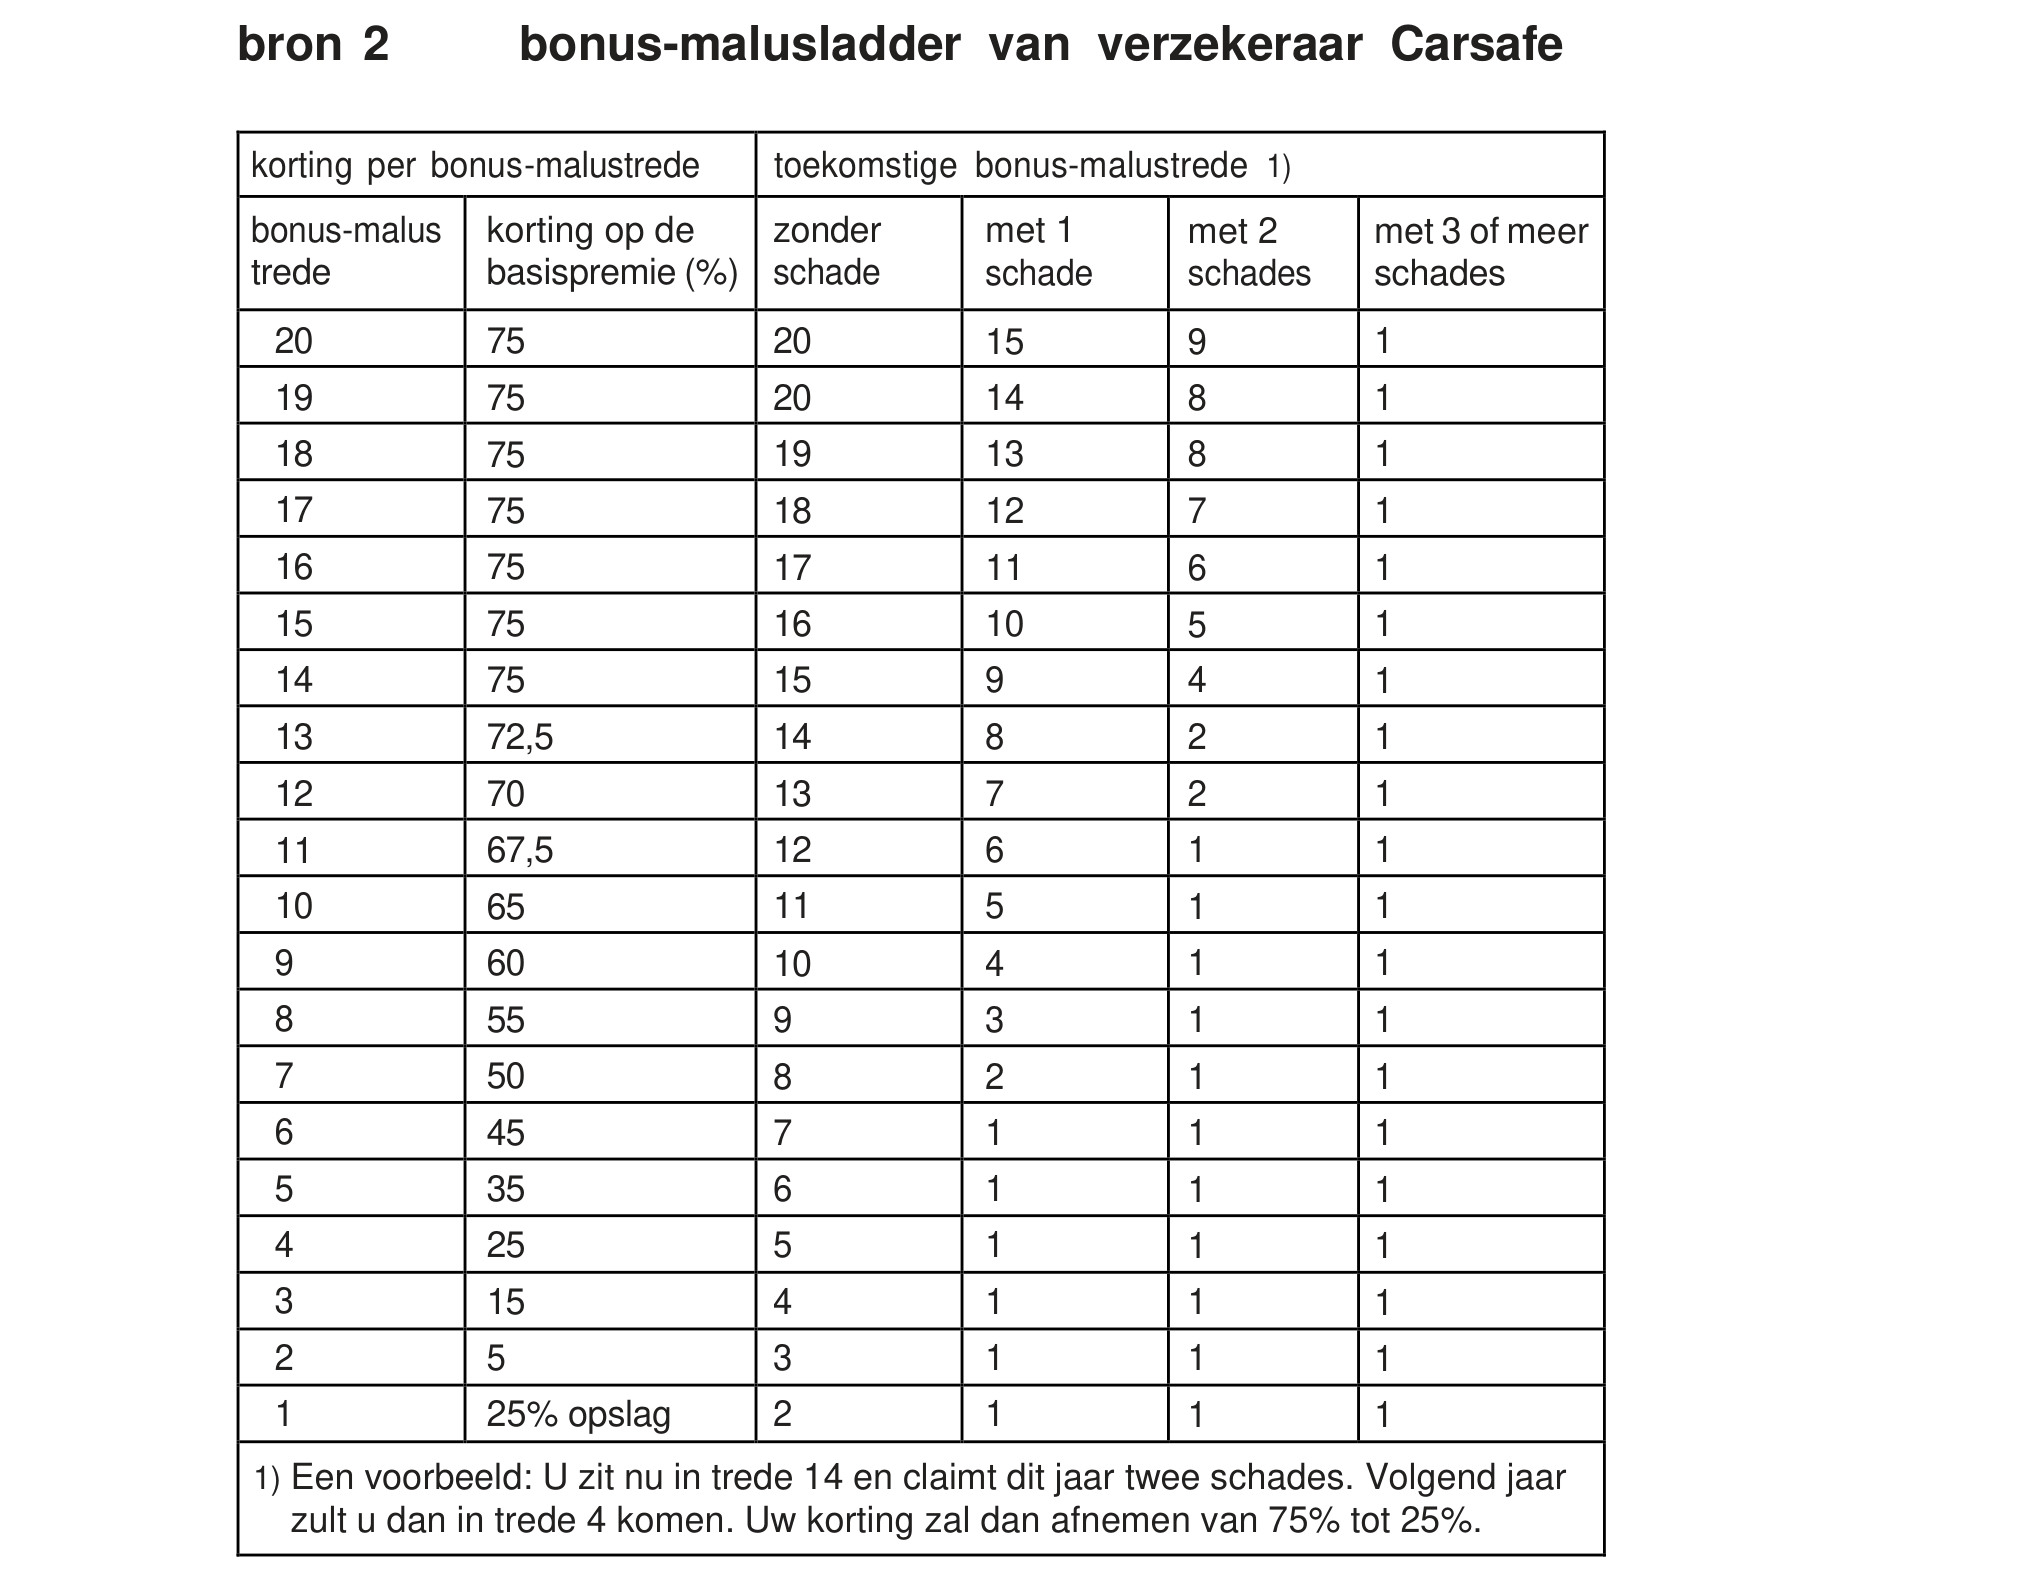 bron 2 bonus-malusladder van verzekeraar Carsafe
korting per bonus-malustrede toekomstige bonus-malustrede 1)
bonus-malus trede korting op de basispremie (%) zonder schade met 1 schade met 2 schades met 3 of meer schades
20 75 20 15 9 1
19 75 20 14 8 1
18 75 19 13 8 1
17 75 18 12 7 1
16 75 17 11 6 1
15 75 16 10 5 1
14 75 15 9 4 1
13 72,5 14 8 2 1
12 70 13 7 2 1
11 67,5 12 6 1 1
10 65 11 5 1 1
9 60 10 4 1 1
8 55 9 3 1 1
7 50 8 2 1 1
6 45 7 1 1 1
5 35 6 1 1 1
4 25 5 1 1 1
3 15 4 1 1 1
2 5 3 1 1 1
1 25% opslag 2 1 1 1
1) Een voorbeeld: U zit nu in trede 14 en claimt dit jaar twee schades. Volgend jaar
zult u dan in trede 4 komen. Uw korting zal dan afnemen van 75% tot 25%.